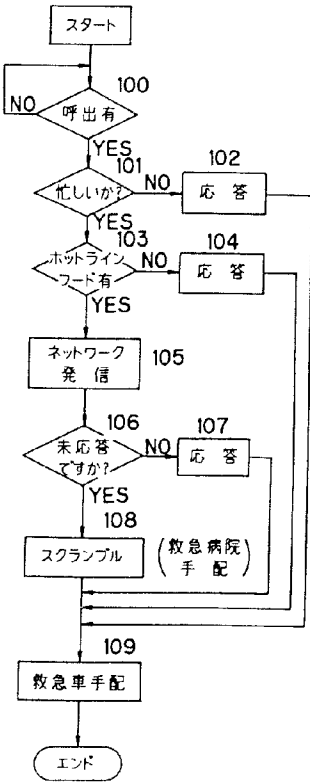 スタート
100
NO
呼出有
YES
101
102
忙しいか?
NO
応答
YES
103
104
ホットライン
フード有
NO
応答
YES
ネットワーク
発信
105
106
107
未応答
ですか?
NO
応答
YES
108
スクランブル
(救急病院
手配)
109
救急車手配
エンド